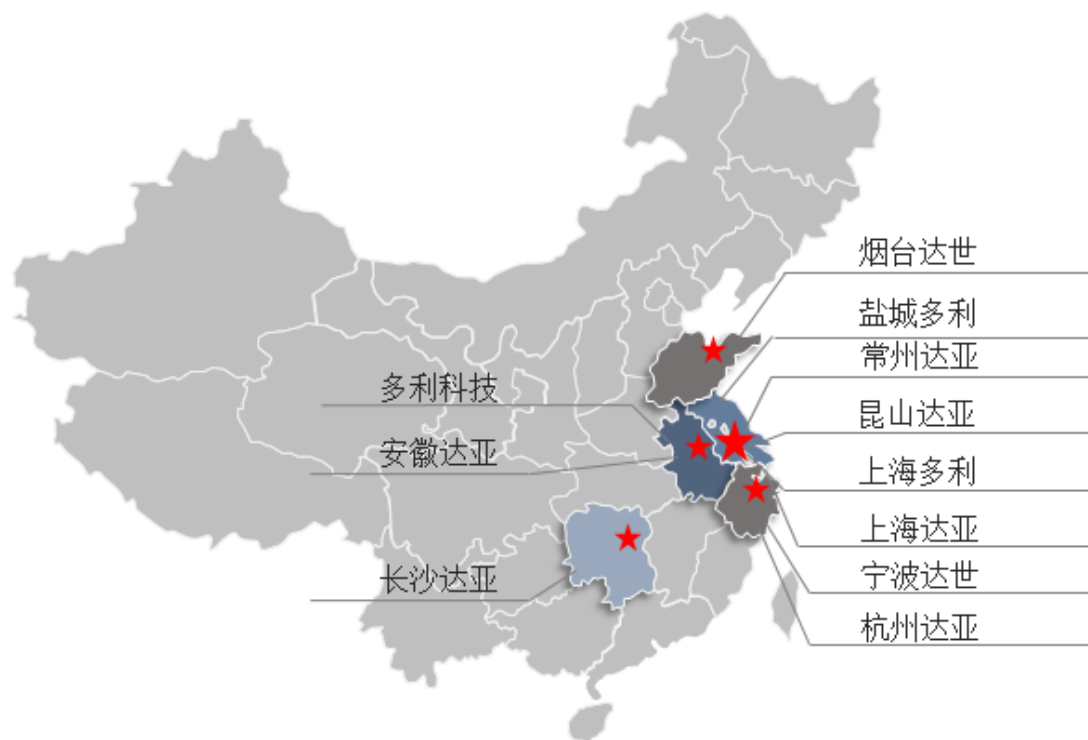 烟台达世
盐城多利
常州达亚
多利科技
昆山达亚
安徽达亚
上海多利
上海达亚
宁波达世
长沙达亚
杭州达亚